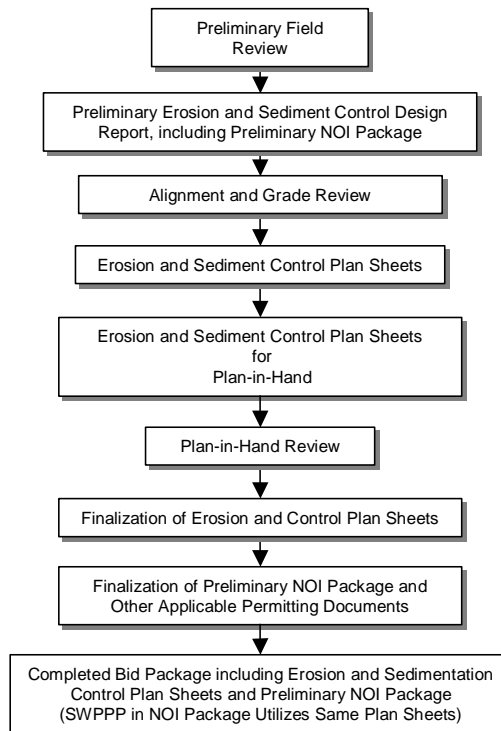 Preliminary Field
Review
Preliminary Erosion and Sediment Control Design
Report, including Preliminary NOI Package
Alignment and Grade Review
Erosion and Sediment Control Plan Sheets
Erosion and Sediment Control Plan Sheets
for
Plan-in-Hand
Plan-in-Hand Review
Finalization of Erosion and Control Plan Sheets
Finalization of Preliminary NOI Package and
Other Applicable Permitting Documents
Completed Bid Package including Erosion and Sedimentation
Control Plan Sheets and Preliminary NOI Package
(SWPPP in NOI Package Utilizes Same Plan Sheets)